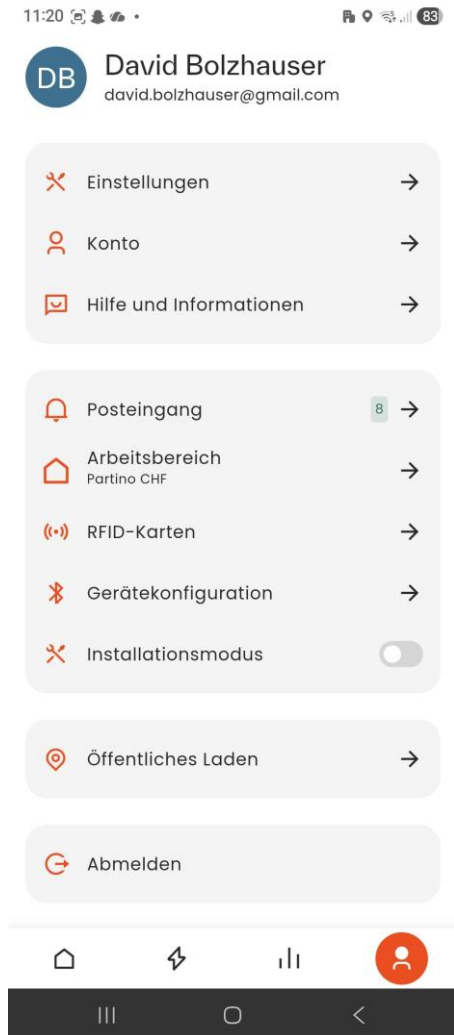 11:20
83
DB
David Bolzhauser
david.bolzhauser@gmail.com
Einstellungen
Konto
Hilfe und Informationen
Posteingang 8
Arbeitsbereich
Partino CHF
RFID-Karten
Gerätekonfiguration
Installationsmodus
Öffentliches Laden
Abmelden